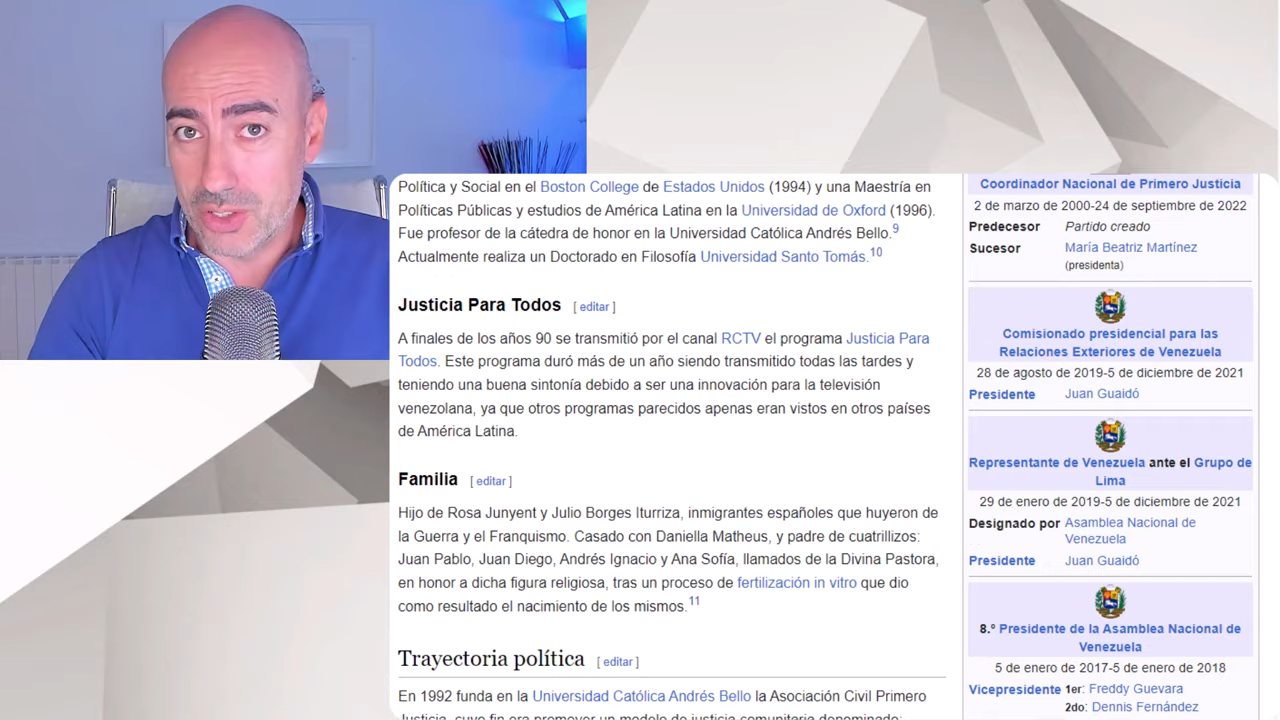 Política y Social en el Boston College de Estados Unidos (1994) y una Maestría en
Políticas Públicas y estudios de América Latina en la Universidad de Oxford (1996).
Fue profesor de la cátedra de honor en la Universidad Católica Andrés Bello.9
Actualmente realiza un Doctorado en Filosofía Universidad Santo Tomás.10
Justicia Para Todos [ editar ]
A finales de los años 90 se transmitió por el canal RCTV el programa Justicia Para
Todos. Este programa duró más de un año siendo transmitido todas las tardes y
teniendo una buena sintonía debido a ser una innovación para la televisión
venezolana, ya que otros programas parecidos apenas eran vistos en otros países
de América Latina.
Familia [ editar ]
Hijo de Rosa Junyent y Julio Borges Iturriza, inmigrantes españoles que huyeron de
la Guerra y el Franquismo. Casado con Daniella Matheus, y padre de cuatrillizos:
Juan Pablo, Juan Diego, Andrés Ignacio y Ana Sofía, llamados de la Divina Pastora,
en honor a dicha figura religiosa, tras un proceso de fertilización in vitro que dio
como resultado el nacimiento de los mismos.11
Trayectoria política [ editar ]
En 1992 funda en la Universidad Católica Andrés Bello la Asociación Civil Primero
Justicia, cuyo fin era promover un modelo de justicia comunitaria denominado:
Coordinador Nacional de Primero Justicia
2 de marzo de 2000-24 de septiembre de 2022
Predecesor Partido creado
Sucesor María Beatriz Martínez
(presidenta)
Comisionado presidencial para las
Relaciones Exteriores de Venezuela
28 de agosto de 2019-5 de diciembre de 2021
Presidente Juan Guaidó
Representante de Venezuela ante el Grupo de
Lima
29 de enero de 2019-5 de diciembre de 2021
Designado por Asamblea Nacional de
Venezuela
Presidente Juan Guaidó
8.º Presidente de la Asamblea Nacional de
Venezuela
5 de enero de 2017-5 de enero de 2018
Vicepresidente 1er: Freddy Guevara
2do: Dennis Fernández